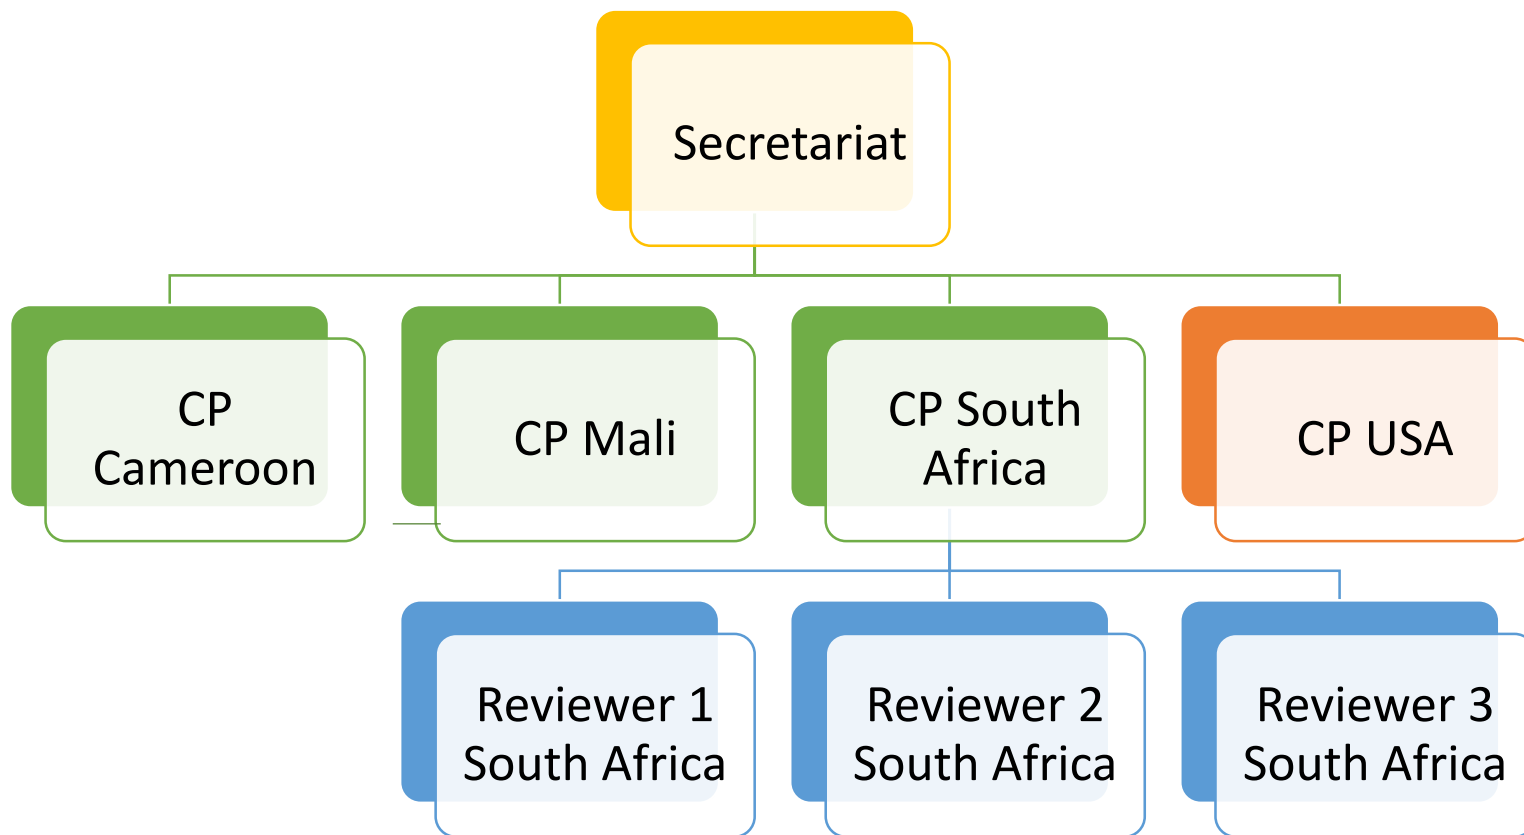 Secretariat
CP
Cameroon
CP Mali
CP South
Africa
CP USA
Reviewer 1
South Africa
Reviewer 2
South Africa
Reviewer 3
South Africa